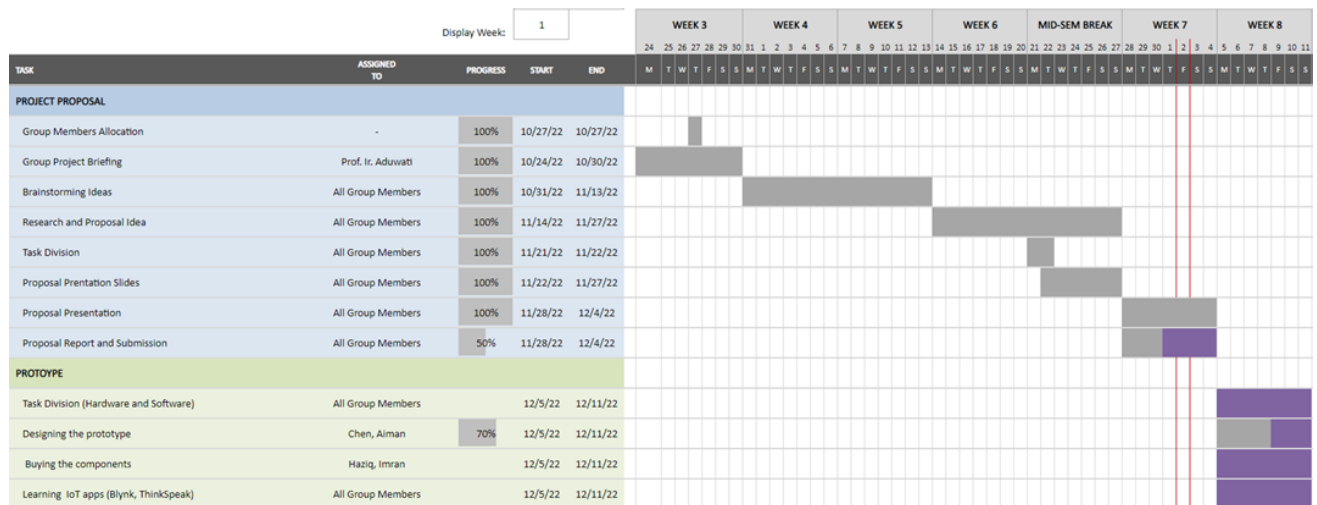 Display Week: 1 WEEK 3 WEEK 4 WEEK 5 WEEK 6 MID-SEM BREAK WEEK 7 WEEK 8
24 25 26 27 28 29 30 31 1 2 3 4 5 6 7 8 9 10 11 12 13 14 15 16 17 18 19 20 21 22 23 24 25 26 27 28 29 30 1 2 3 4 5 6 7 8 9 10 11
TASK ASSIGNED TO PROGRESS START END M T W T F S S M T W T F S S M T W T F S S M T W T F S S M T W T F S S M T W T F S S M T W T F S S
PROJECT PROPOSAL
Group Members Allocation - 100% 10/27/22 10/27/22
Group Project Briefing Prof. Ir. Aduwati 100% 10/24/22 10/30/22
Brainstorming Ideas All Group Members 100% 10/31/22 11/13/22
Research and Proposal Idea All Group Members 100% 11/14/22 11/27/22
Task Division All Group Members 100% 11/21/22 11/22/22
Proposal Prentation Slides All Group Members 100% 11/22/22 11/27/22
Proposal Presentation All Group Members 100% 11/28/22 12/4/22
Proposal Report and Submission All Group Members 50% 11/28/22 12/4/22
PROTOYPE
Task Division (Hardware and Software) All Group Members 12/5/22 12/11/22
Designing the prototype Chen, Aiman 70% 12/5/22 12/11/22
Buying the components Haziq, Imran 12/5/22 12/11/22
Learning IoT apps (Blynk, ThinkSpeak) All Group Members 12/5/22 12/11/22